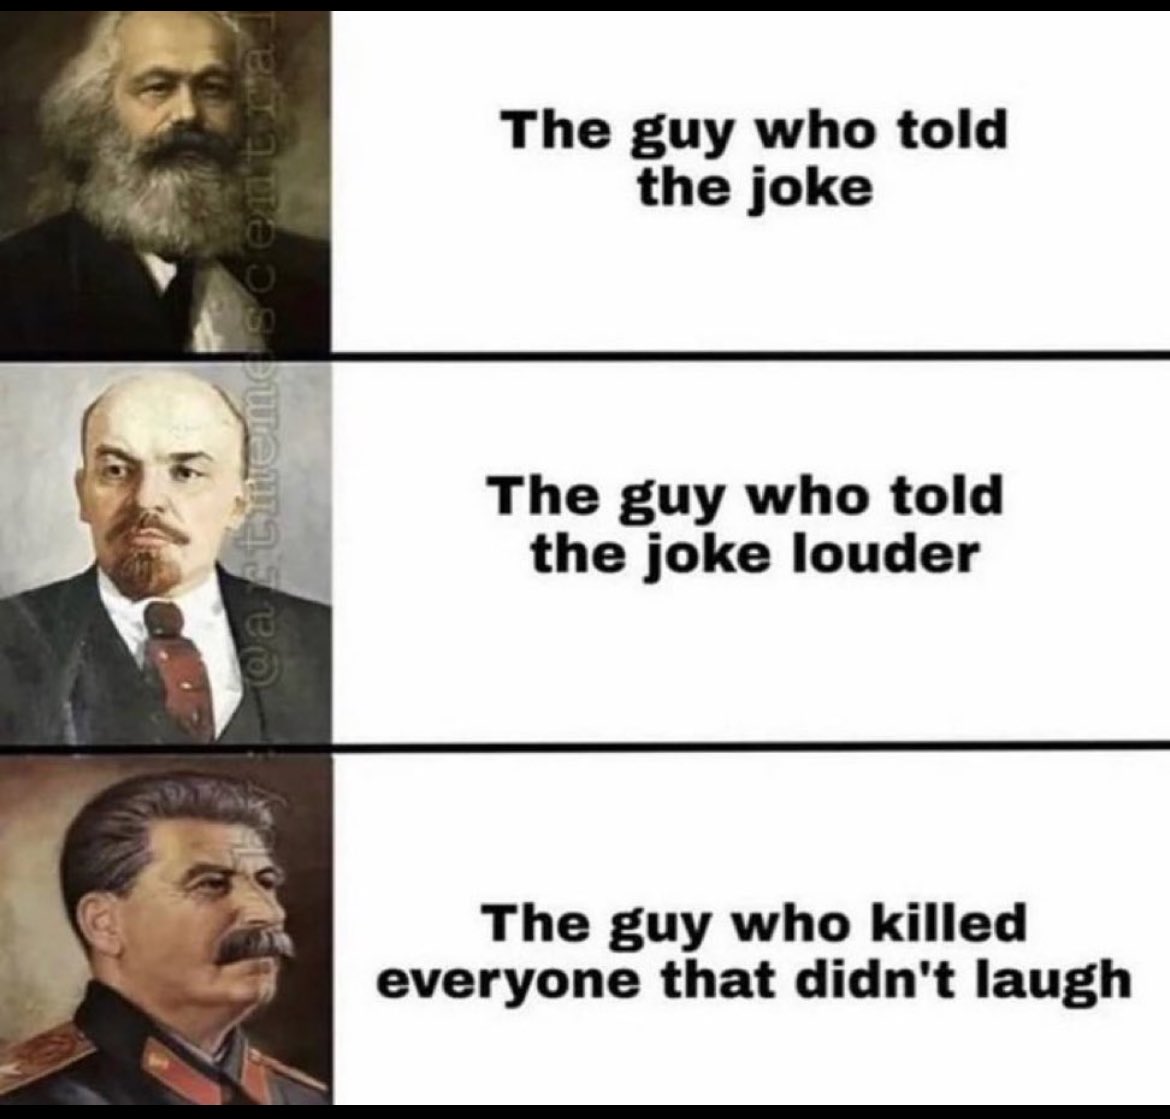 The guy who told
the joke
The guy who told
the joke louder
The guy who killed
everyone that didn't laugh